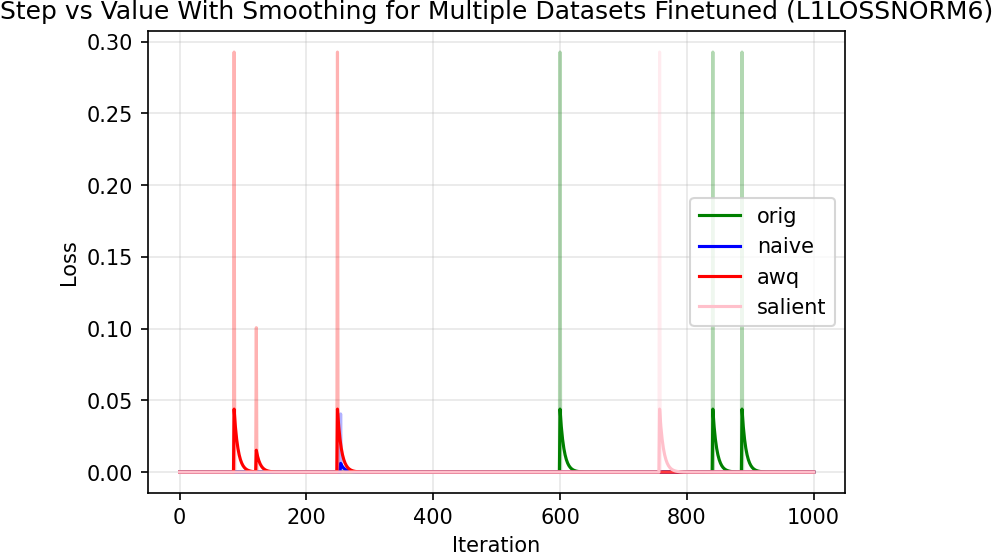 Step vs Value With Smoothing for Multiple Datasets Finetuned (L1LOSSNORM6)
0.30
0.25
0.20
0.15
0.10
0.05
0.00
Loss
orig
naive
awq
salient
0 200 400 600 800 1000
Iteration